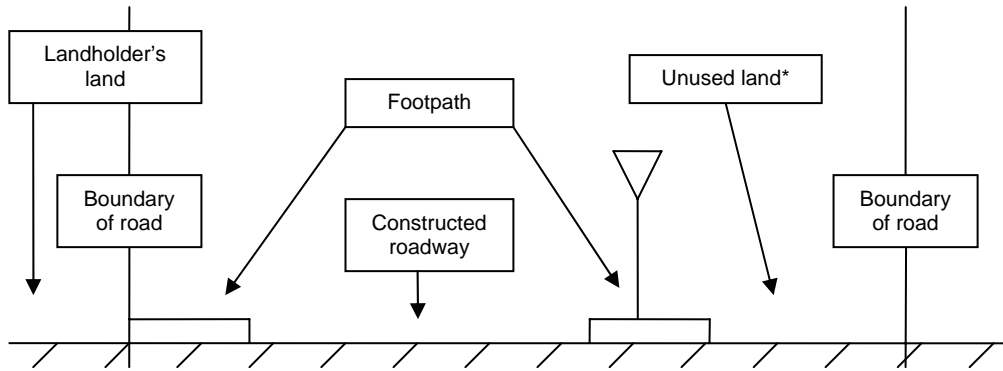 Landholder’s
land
Footpath
Unused land*
Boundary
of road
Constructed
roadway
Boundary
of road